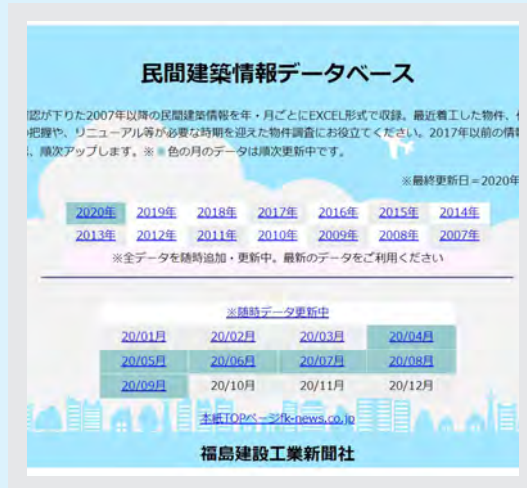 民間建築情報データベース
認が下りた2007年以降の民間建築情報を年・月ごとにEXCEL形式で収録。最近着工した物件、
の把握や、リニューアル等が必要な時期を迎えた物件調査にお役立てください。2017年以前の情
、順次アップします。※■色の月のデータは順次更新中です。
※最終更新日=2020年
2020年 2019年 2018年 2017年 2016年 2015年 2014年
2013年 2012年 2011年 2010年 2009年 2008年 2007年
※全データを随時追加・更新中。最新のデータをご利用ください
※随時データ更新中
20/01月 20/02月 20/03月 20/04月
20/05月 20/06月 20/07月 20/08月
20/09月 20/10月 20/11月 20/12月
本紙TOPページfk-news.co.jp
福島建設工業新聞社